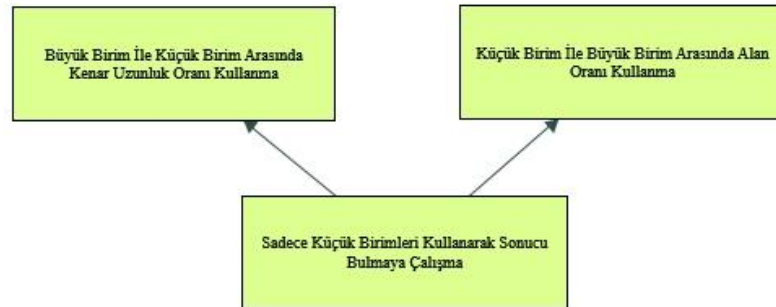 Büyük Birim İle Küçük Birim Arasında
Kenar Uzunluk Oranı Kullanma
Küçük Birim İle Büyük Birim Arasında Alan
Oranı Kullanma
Sadece Küçük Birimleri Kullanarak Sonucu
Bulmaya Çalışma